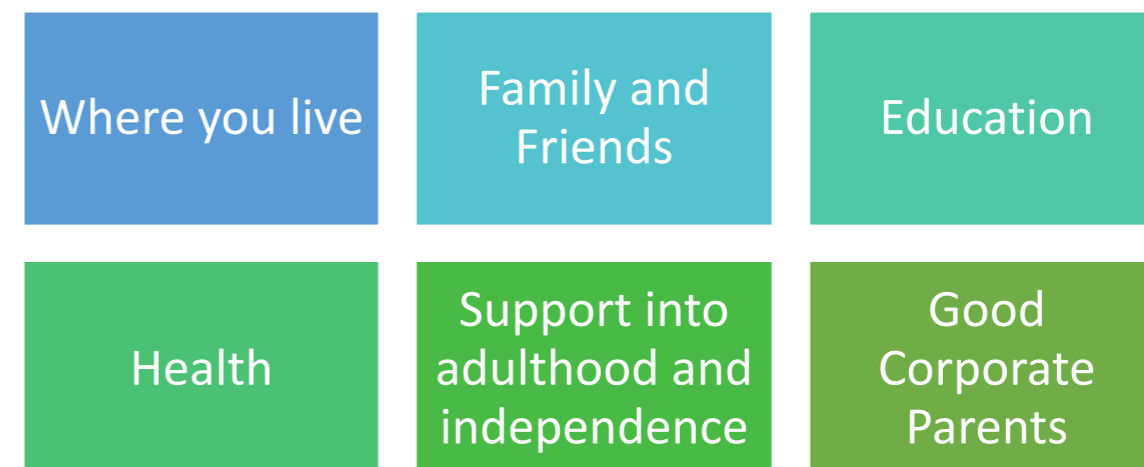 Where you live
Family and
Friends
Education
Health
Support into
adulthood and
independence
Good
Corporate
Parents